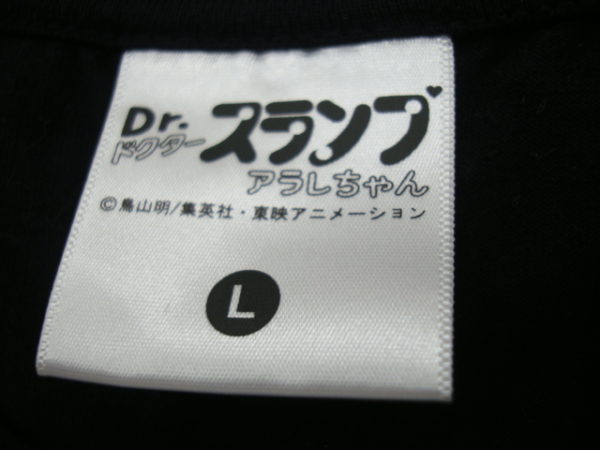 Dr.スランプ
ドクター
アラレちゃん
©鳥山明/集英社・東映アニメーション
L